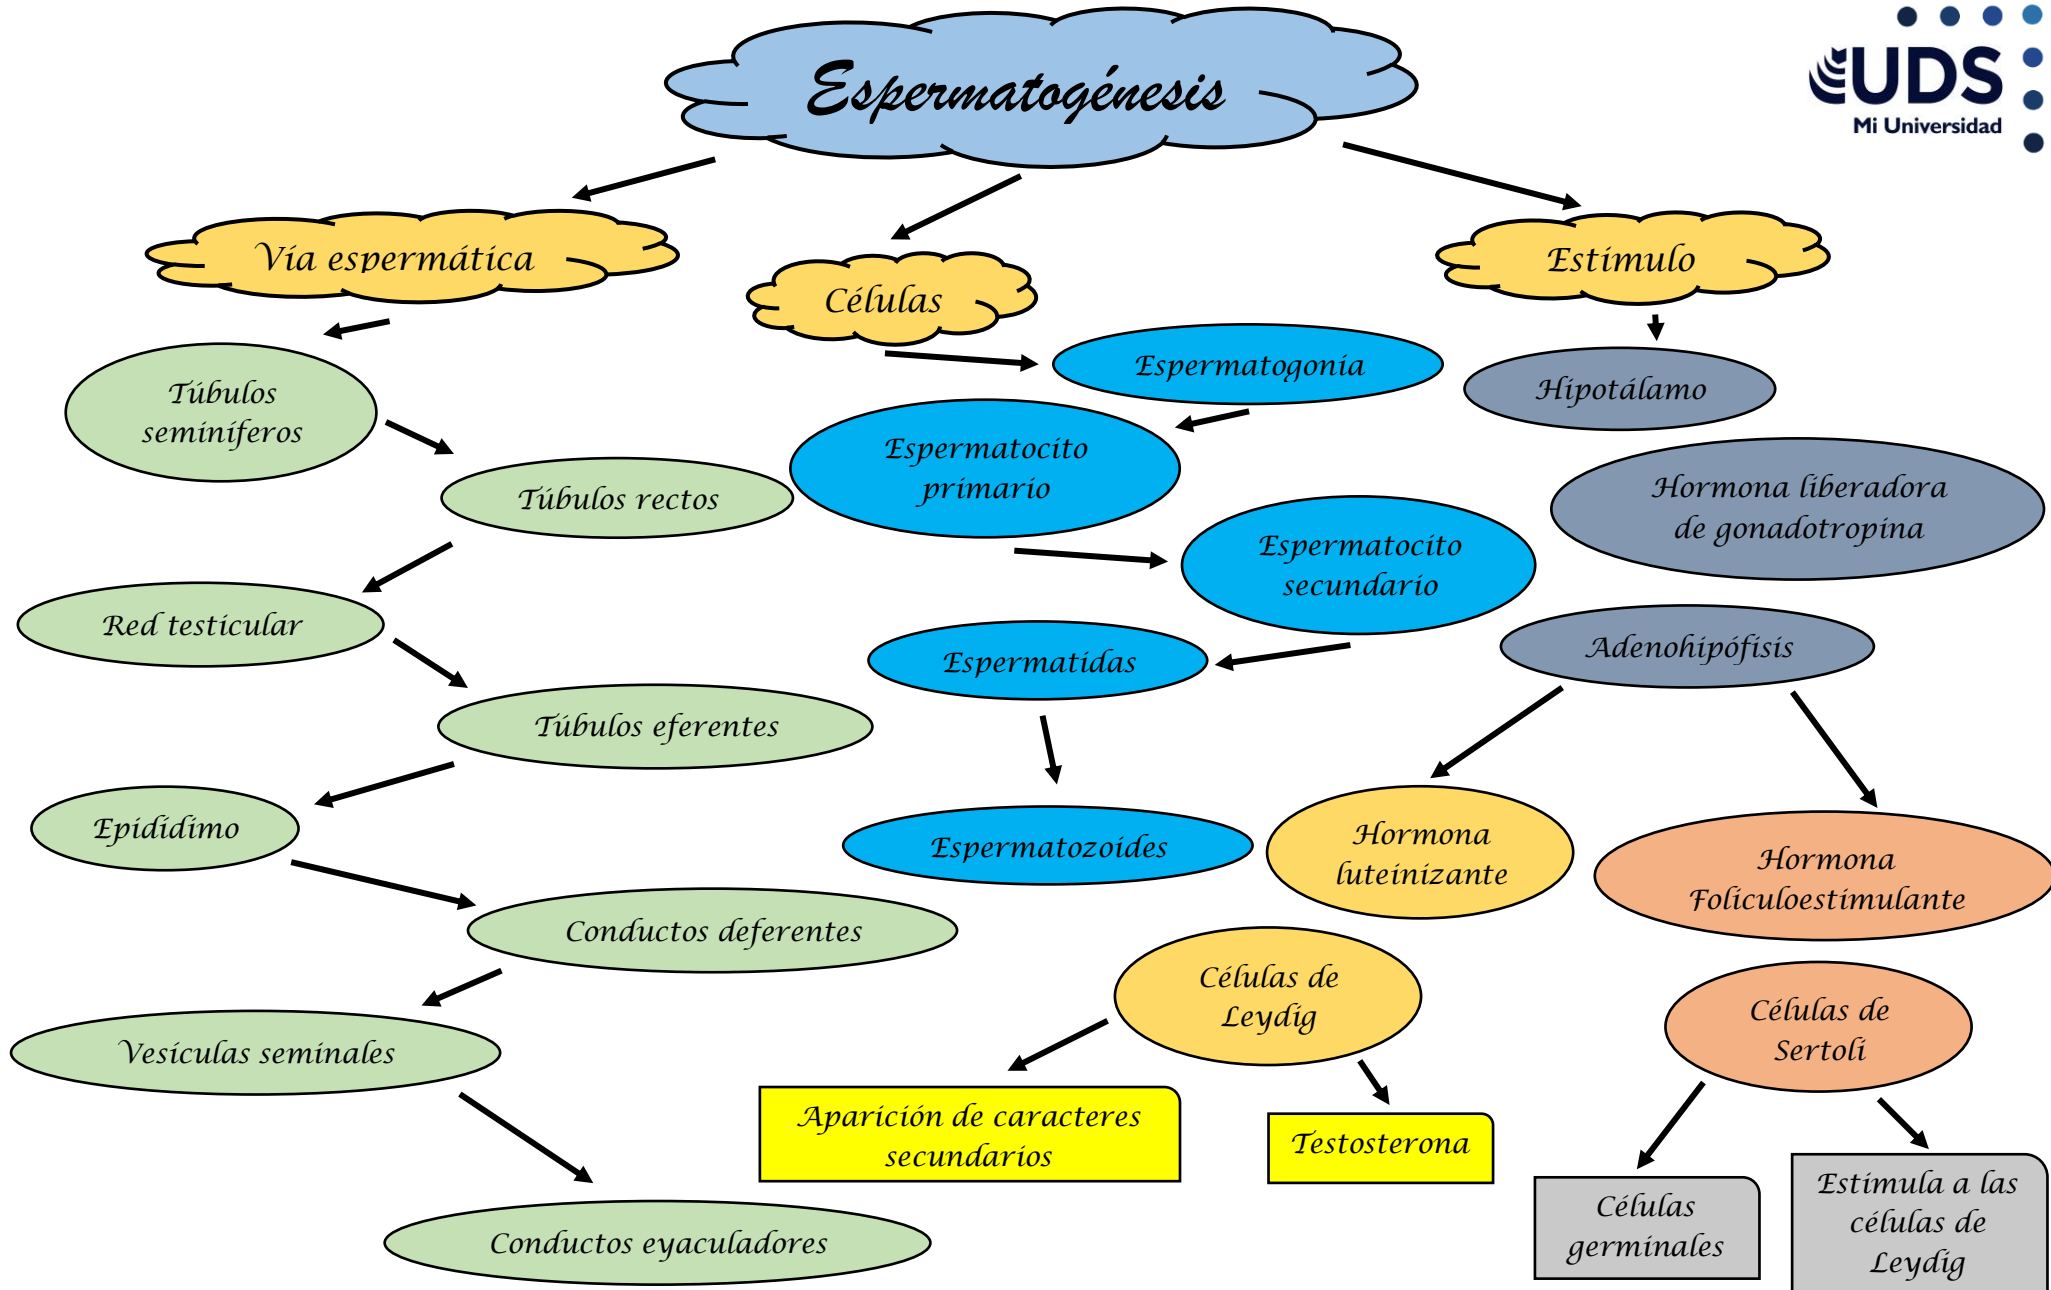 Espermatogénesis
UDS
Mi Universidad
Vía espermática
Células
Estímulo
Túbulos
seminíferos
Túbulos rectos
Red testicular
Túbulos eferentes
Epidídimo
Conductos deferentes
Vesículas seminales
Conductos eyaculadores
Espermatogonia
Espermatocito
primario
Espermatocito
secundario
Espermatidas
Espermatozoides
Hipotálamo
Hormona liberadora
de gonadotropina
Adenohipófisis
Hormona
luteinizante
Células de
Leydig
Aparición de caracteres
secundarios
Testosterona
Hormona
Foliculoestimulante
Células de
Sertoli
Células
germinales
Estimula a las
células de
Leydig